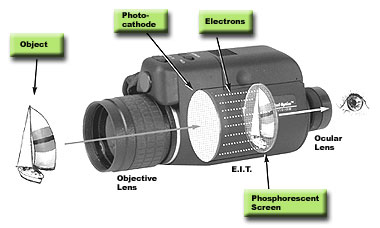 Photo-
cathode
Electrons
Object
Objective
Lens
E.I.T.
Ocular
Lens
Phosphorescent
Screen